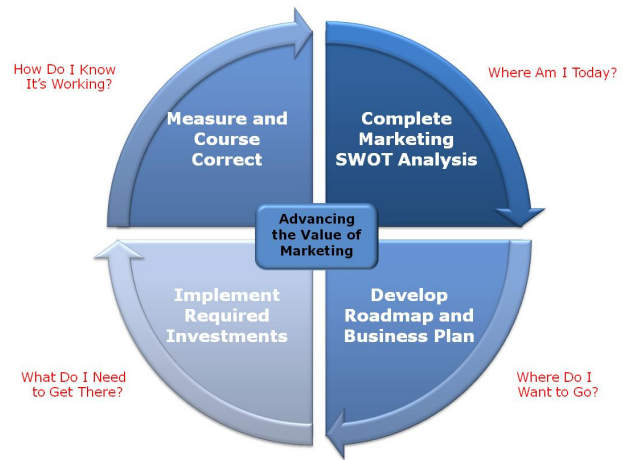 How Do I Know
It's Working?
Where Am I Today?
Measure and
Course
Correct
Complete
Marketing
SWOT Analysis
Advancing
the Value of
Marketing
Implement
Required
Investments
Develop
Roadmap and
Business Plan
What Do I Need
to Get There?
Where Do I
Want to Go?